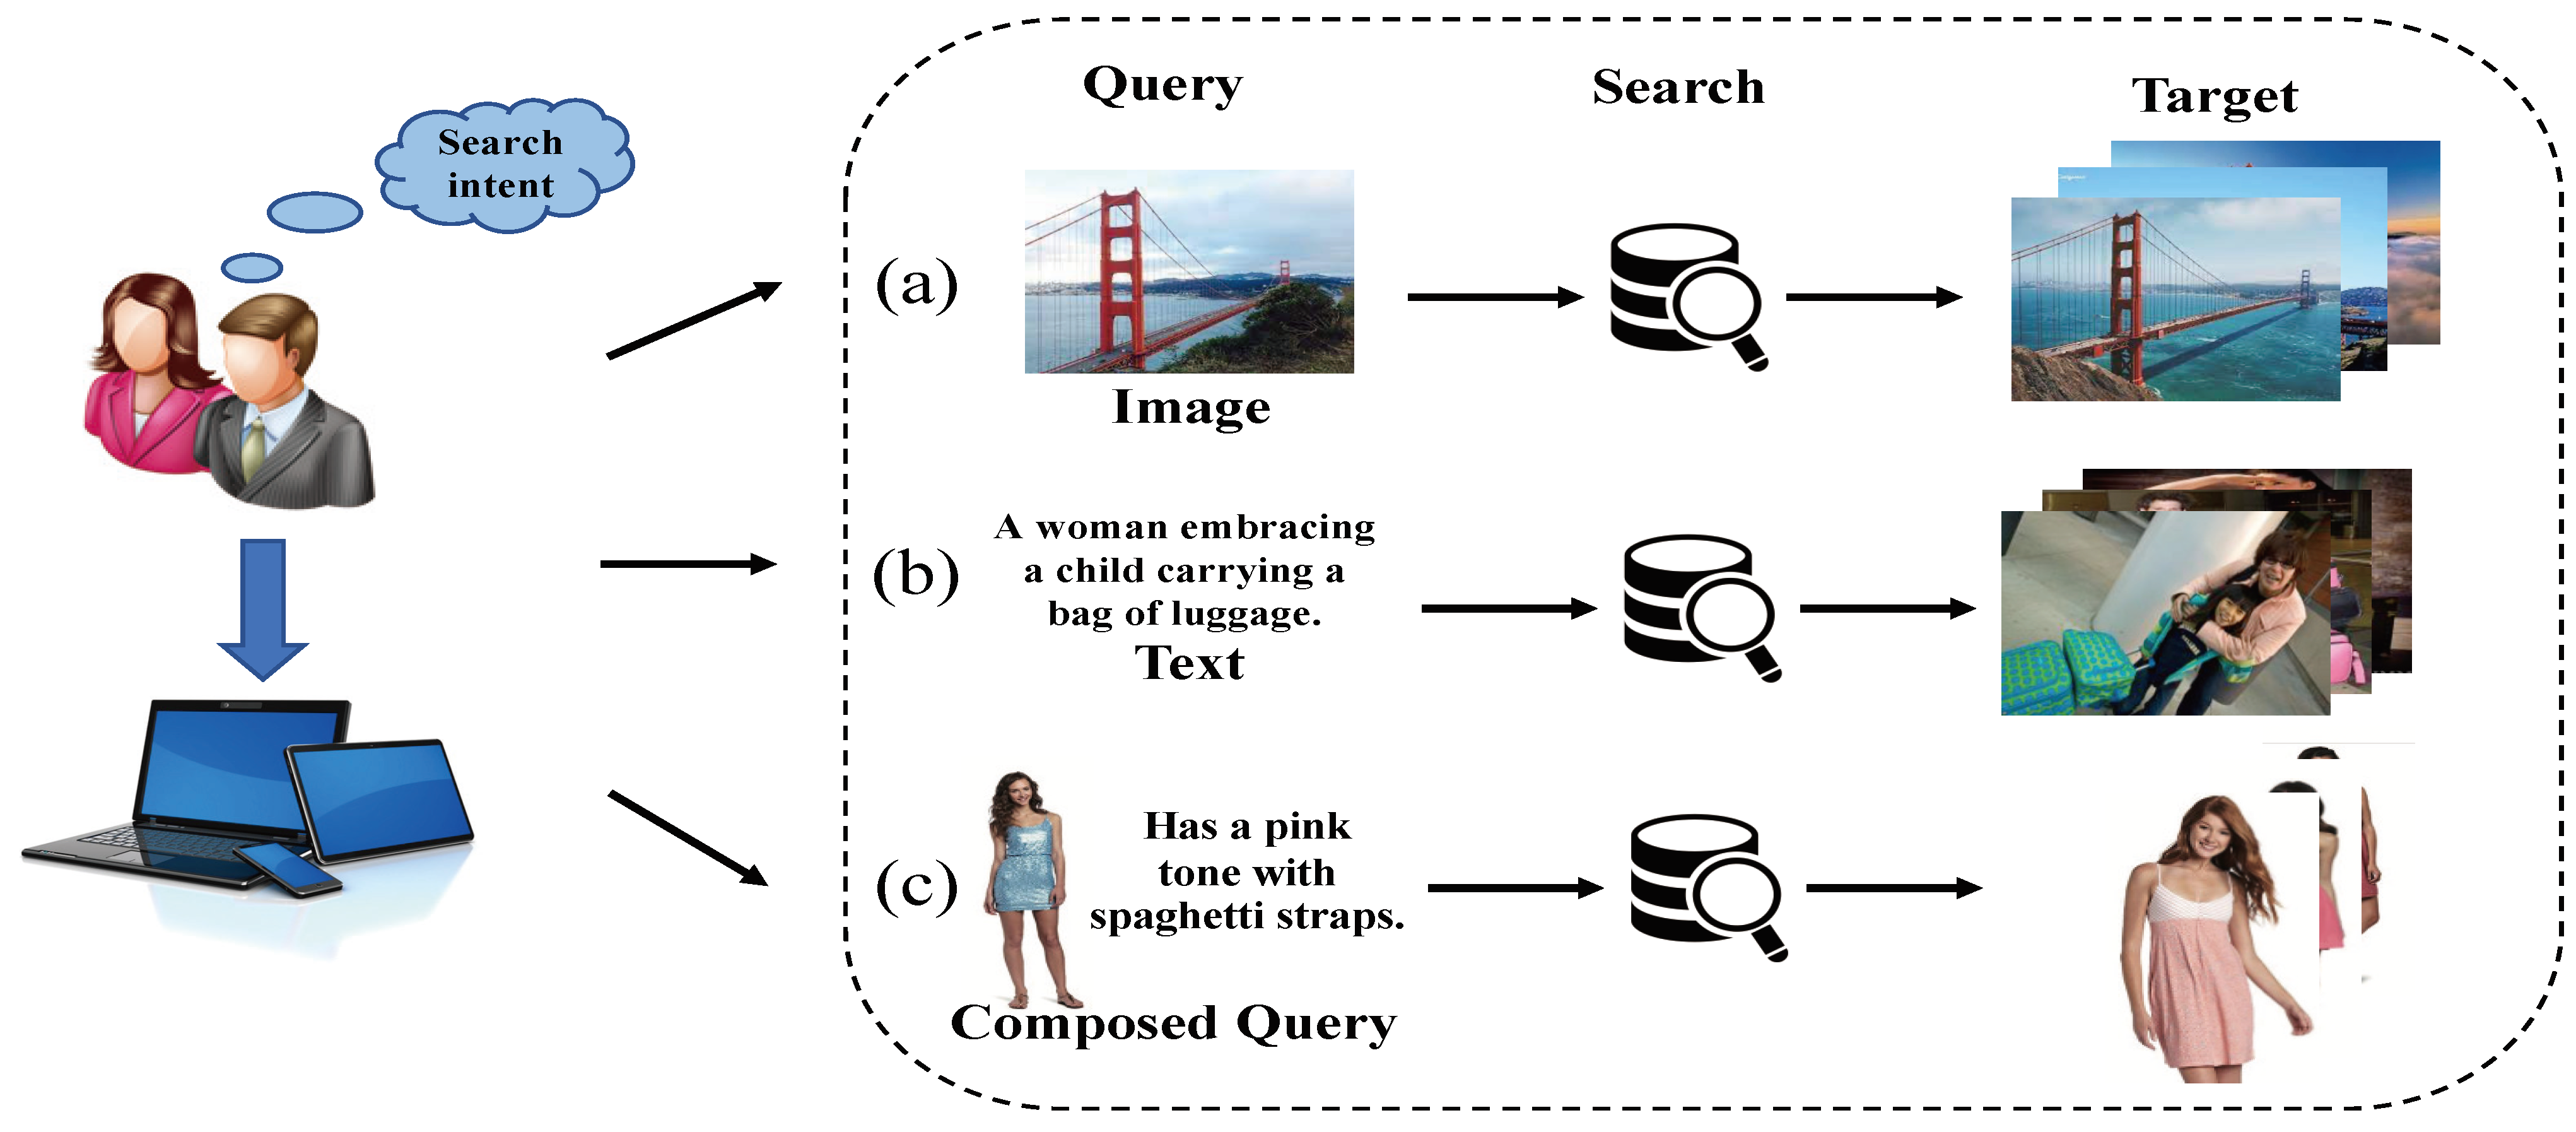 Search
intent
Query
Search
Target
(a)
Image
(b)
A woman embracing
a child carrying a
bag of luggage.
Text
(c)
Has a pink
tone with
spaghetti straps.
Composed Query